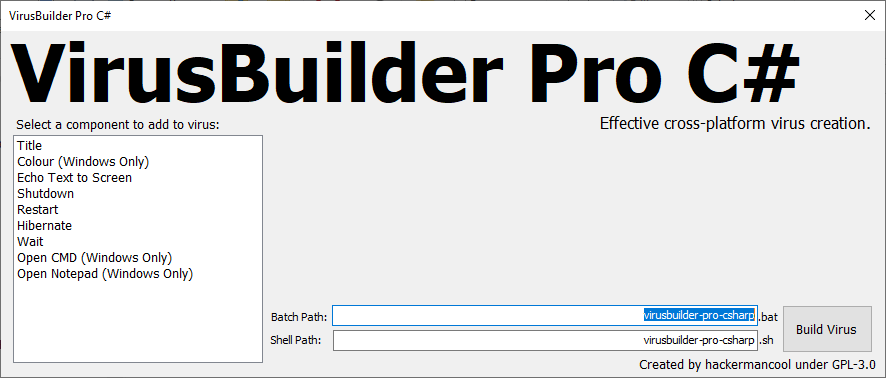 VirusBuilder Pro C#
VirusBuilder Pro C#
Select a component to add to virus:
Effective cross-platform virus creation.
Title
Colour (Windows Only)
Echo Text to Screen
Shutdown
Restart
Hibernate
Wait
Open CMD (Windows Only)
Open Notepad (Windows Only)
Batch Path: virusbuilder-pro-csharp .bat
Shell Path: virusbuilder-pro-csharp .sh
Build Virus
Created by hackermancool under GPL-3.0